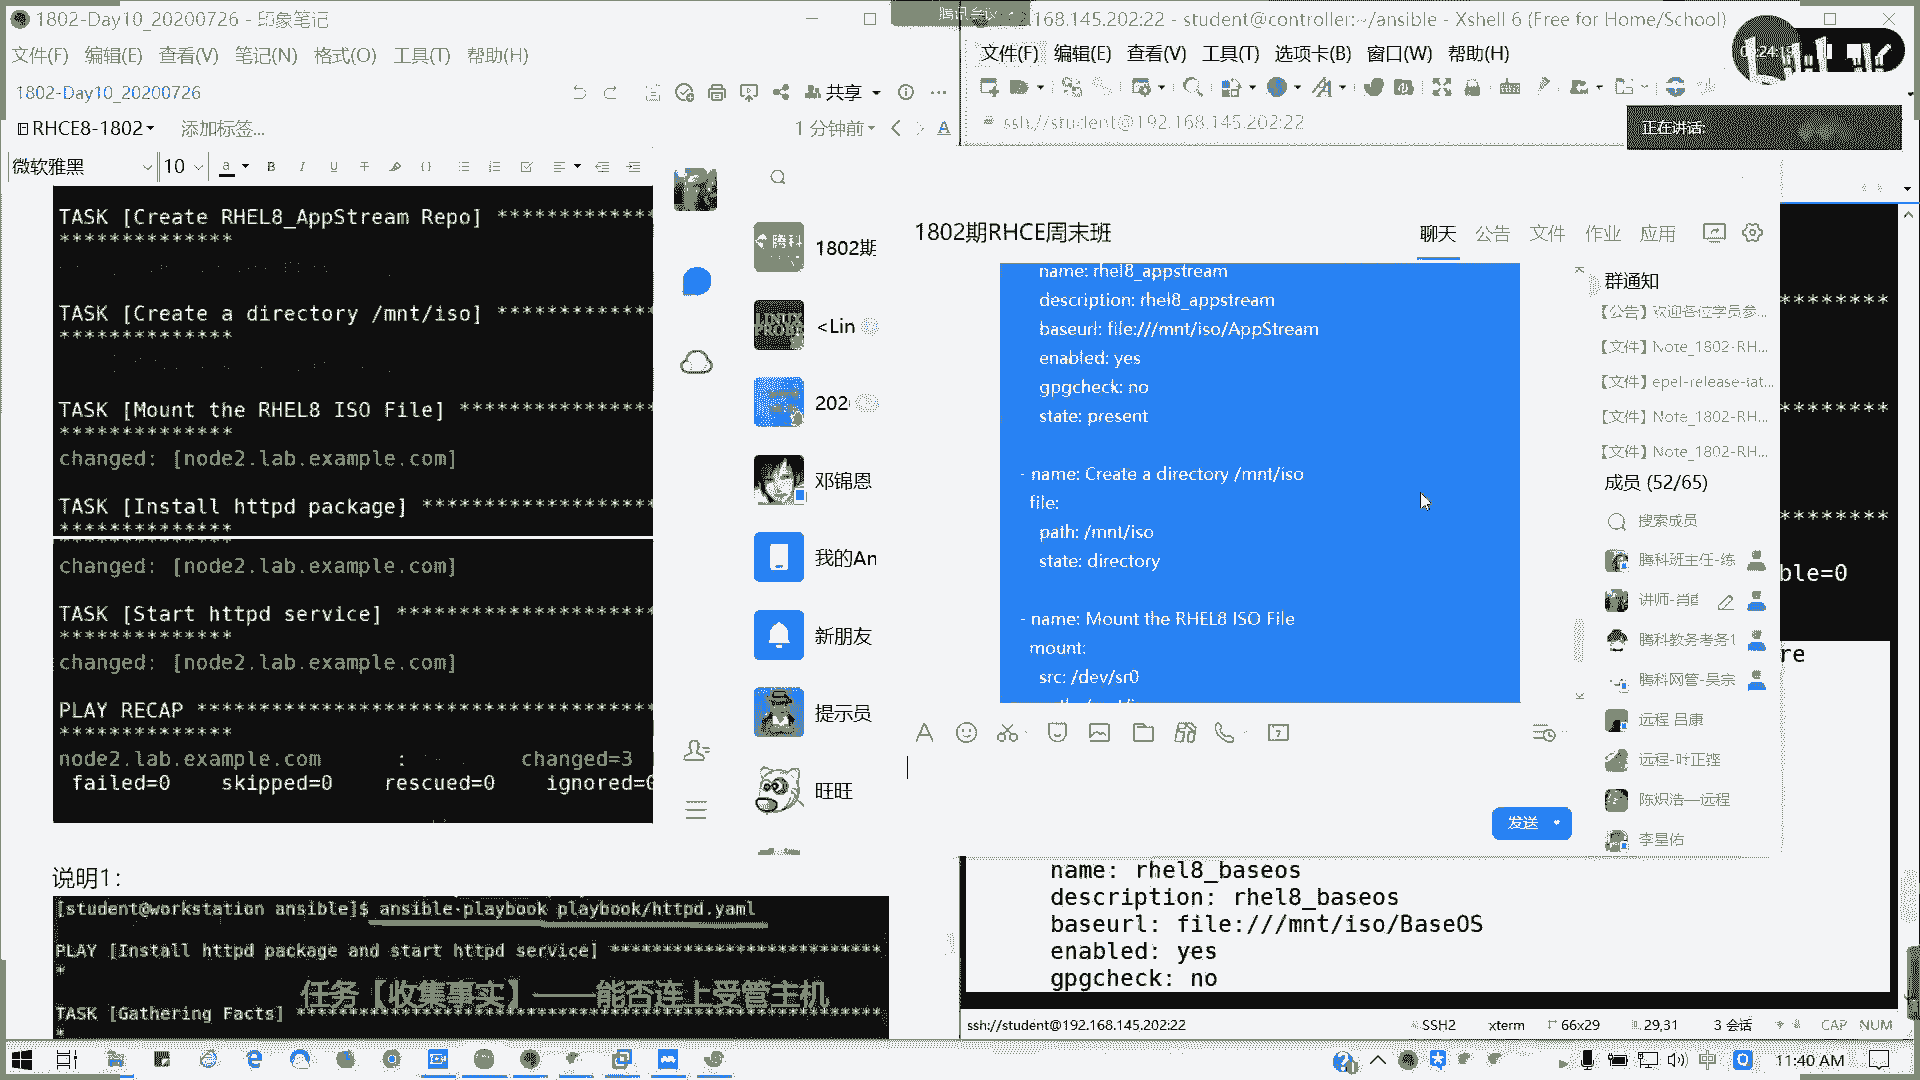 1802-Day10_20200726 - 印象笔记
文件(F) 编辑(E) 查看(V) 笔记(N) 格式(O) 工具(T) 帮助(H)
1802-Day10_20200726
共享
RHCE8-1802
添加标签...
1 分钟前
微软雅黑
10
TASK [Create RHEL8_AppStream Repo] *************
**************
TASK [Create a directory /mnt/iso] *************
**************
TASK [Mount the RHEL8 ISO File] *****************
**************
changed: [node2.lab.example.com]
TASK [Install httpd package] *******************
**************
changed: [node2.lab.example.com]
TASK [Start httpd service] *********************
**************
changed: [node2.lab.example.com]
PLAY RECAP *************************************
**************
node2.lab.example.com : changed=3
failed=0 skipped=0 rescued=0 ignored=0
说明1：
[student@workstation ansible]$ ansible-playbook playbook/httpd.yaml
PLAY [Install httpd package and start httpd service] **************************
*
任务【收集事实】——能否连上受管主机
TASK [Gathering Facts] *********************************************************
*
腾讯会议
.168.145.202:22 - student@controller:~/ansible - Xshell 6 (Free for Home/School)
文件(F) 编辑(E) 查看(V) 工具(T) 选项卡(B) 窗口(W) 帮助(H)
ssh://student@192.168.145.202:22
正在讲话:
1802期
<Lin
202
邓锦恩
我的An
新朋友
提示员
旺旺
1802期RHCE周末班
聊天 公告 文件 作业 应用
name: rhel8_appstream
description: rhel8_appstream
baseurl: file:///mnt/iso/AppStream
enabled: yes
gpgcheck: no
state: present
- name: Create a directory /mnt/iso
file:
path: /mnt/iso
state: directory
- name: Mount the RHEL8 ISO File
mount:
src: /dev/sr0
发送
群通知
【公告】欢迎各位学员参...
【文件】Note_1802-RH...
【文件】epel-release-lat...
【文件】Note_1802-RH...
【文件】Note_1802-RH...
成员 (52/65)
搜索成员
腾科班主任-练
讲师-肖
腾科教务考务1
腾科网管-吴宗
远程 吕康
远程-叶正铿
陈炽浩—远程
李星佑
*********
*********
*********
ble=0
re
name: rhel8_baseos
description: rhel8_baseos
baseurl: file:///mnt/iso/BaseOS
enabled: yes
gpgcheck: no
ssh://student@192.168.145.202:22
SSH2 xterm 66x29 29,31 3 会话 CAP NUM
中
11:40 AM